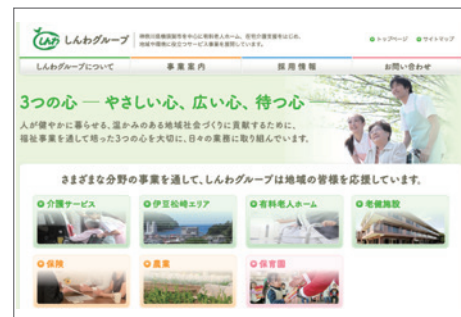 しんわグループ
神奈川県横須賀市を中心に有料老人ホーム、在宅介護支援をはじめ、
地域や環境に役立つサービス事業を展開しています。
トップページ サイトマップ
しんわグループについて 事業案内 採用情報 お問い合わせ
3つの心 ― やさしい心、広い心、待つ心 ―
人が健やかに暮らせる、温かみのある地域社会づくりに貢献するために、
福祉事業を通して培った3つの心を大切に、日々の業務に取り組んでいます。
さまざまな分野の事業を通して、しんわグループは地域の皆様を応援しています。
介護サービス 伊豆松崎エリア 有料老人ホーム 老健施設
保険 農業 保育園